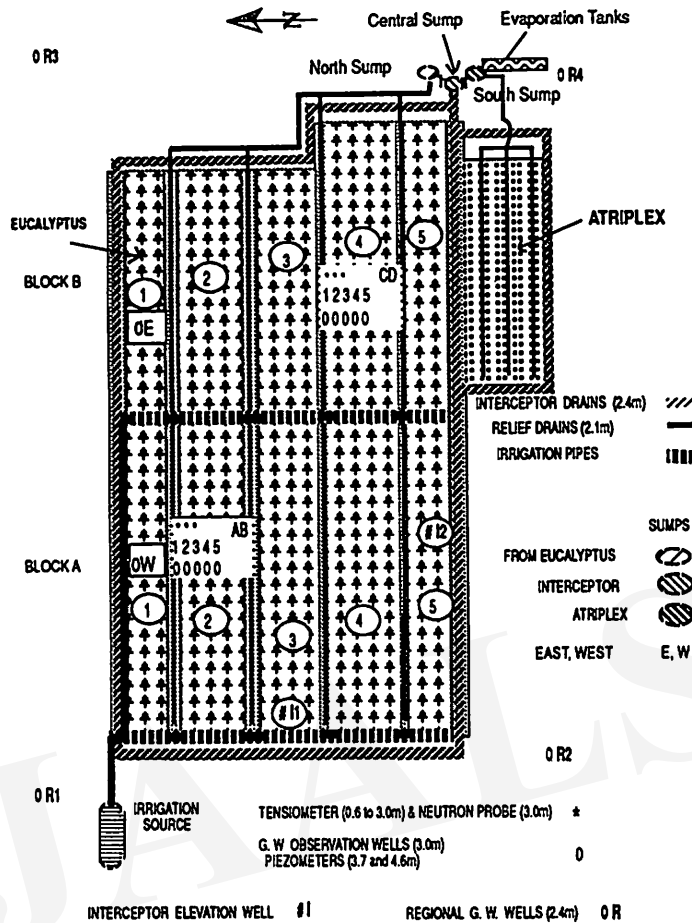 Z
Central Sump
Evaporation Tanks
0 R3
North Sump
0 R4
South Sump
EUCALYPTUS
ATRIPLEX
1
2
3
4
5
BLOCK B
*** CD
12345
00000
0E
INTERCEPTOR DRAINS (2.4m)
RELIEF DRAINS (2.1m)
IRRIGATION PIPES
# I2
*** AB
12345
00000
BLOCK A
0W
SUMPS
FROM EUCALYPTUS
INTERCEPTOR
ATRIPLEX
1
2
3
4
5
EAST, WEST E, W
# I1
0 R2
0 R1
IRRIGATION
SOURCE
TENSIOMETER (0.6 to 3.0m) & NEUTRON PROBE (3.0m) *
G. W OBSERVATION WELLS (3.0m)
PIEZOMETERS (3.7 and 4.6m) 0
INTERCEPTOR ELEVATION WELL #I
REGIONAL G. W. WELLS (2.4m) 0 R
JAALS